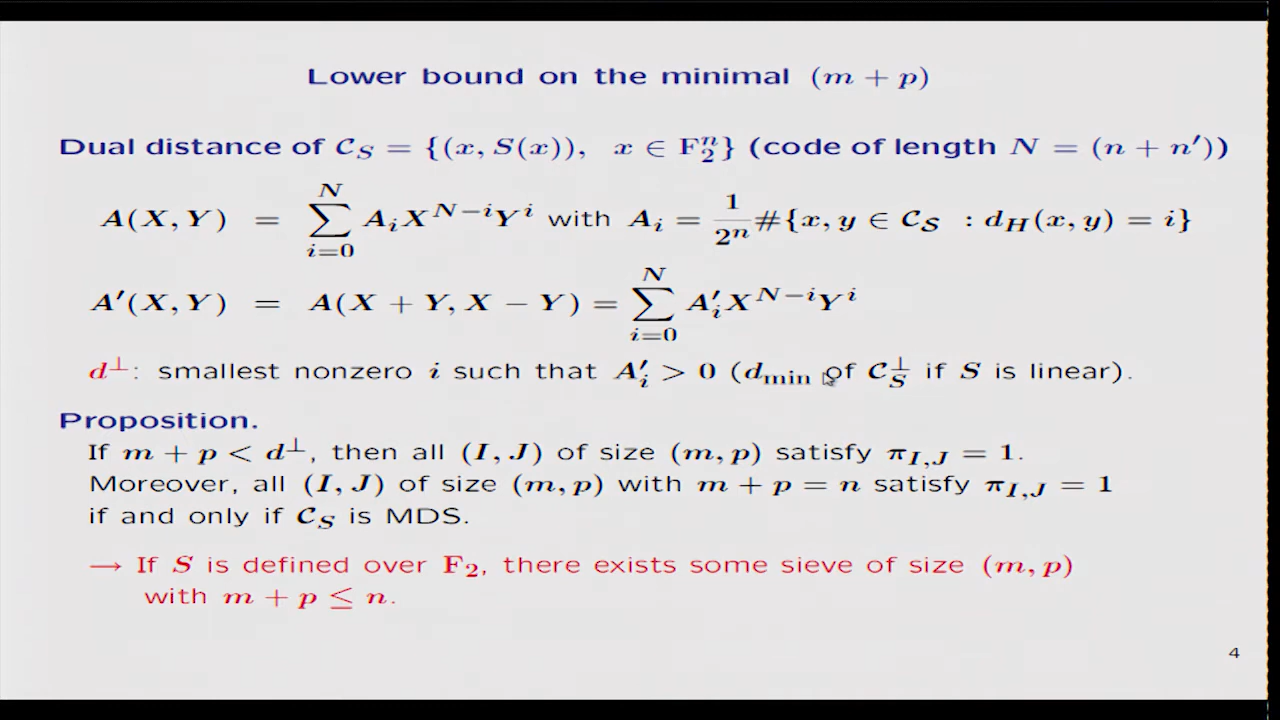 Lower bound on the minimal (m + p)
Dual distance of 𝒞_S = {(x, S(x)), x ∈ F₂ⁿ} (code of length N = (n + n′))
A(X, Y) = ∑_{i=0}^{N} A_i X^{N−i} Y^i with A_i = 1/2ⁿ #{x, y ∈ 𝒞_S : d_H(x, y) = i}
A′(X, Y) = A(X + Y, X − Y) = ∑_{i=0}^{N} A′_i X^{N−i} Y^i
d^⊥: smallest nonzero i such that A′_i > 0 (d_min of 𝒞_S^⊥ if S is linear).
Proposition.
If m + p < d^⊥, then all (I, J) of size (m, p) satisfy π_{I,J} = 1.
Moreover, all (I, J) of size (m, p) with m + p = n satisfy π_{I,J} = 1
if and only if 𝒞_S is MDS.
→ If S is defined over F₂, there exists some sieve of size (m, p)
with m + p ≤ n.
4